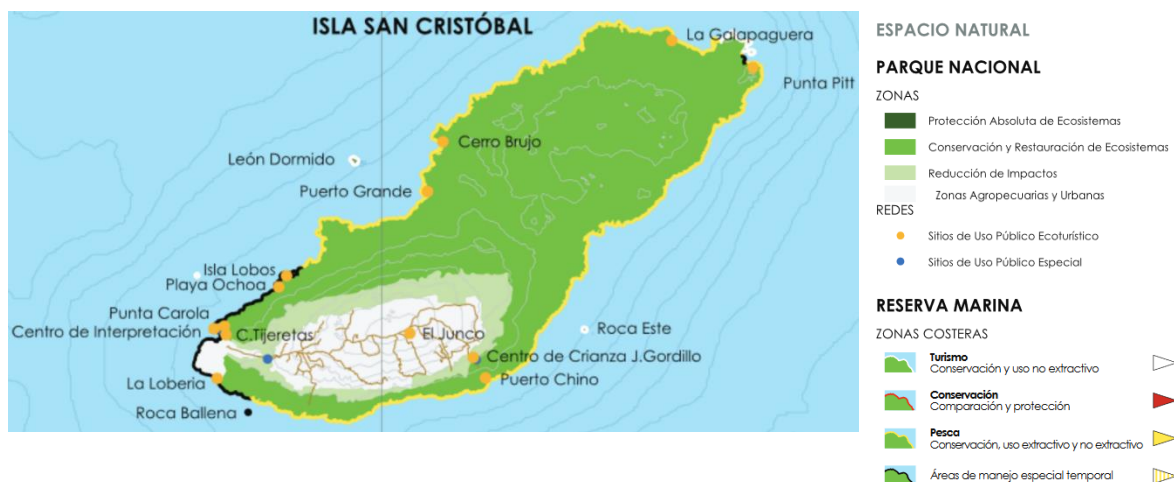 ISLA SAN CRISTÓBAL
La Galapaguera
Punta Pitt
Cerro Brujo
León Dormido
Puerto Grande
Isla Lobos
Playa Ochoa
Punta Carola
Centro de Interpretación
C.Tijeretas
El Junco
Roca Este
Centro de Crianza J.Gordillo
Puerto Chino
La Loberia
Roca Ballena
ESPACIO NATURAL
PARQUE NACIONAL
ZONAS
Protección Absoluta de Ecosistemas
Conservación y Restauración de Ecosistemas
Reducción de Impactos
Zonas Agropecuarias y Urbanas
REDES
Sitios de Uso Público Ecoturístico
Sitios de Uso Público Especial
RESERVA MARINA
ZONAS COSTERAS
Turismo
Conservación y uso no extractivo
Conservación
Comparación y protección
Pesca
Conservación, uso extractivo y no extractivo
Áreas de manejo especial temporal